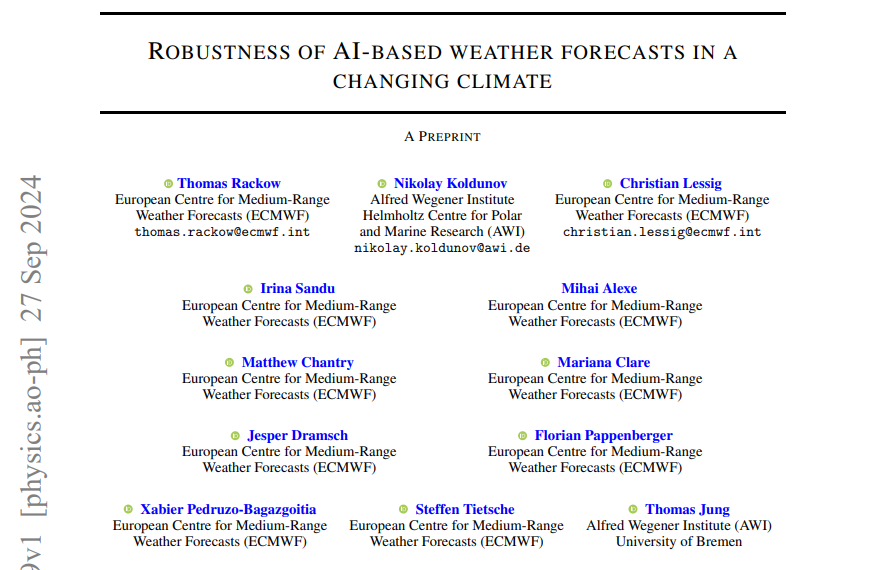 ROBUSTNESS OF AI-BASED WEATHER FORECASTS IN A
CHANGING CLIMATE
A PREPRINT
Thomas Rackow
European Centre for Medium-Range
Weather Forecasts (ECMWF)
thomas.rackow@ecmwf.int
Nikolay Koldunov
Alfred Wegener Institute
Helmholtz Centre for Polar
and Marine Research (AWI)
nikolay.koldunov@awi.de
Christian Lessig
European Centre for Medium-Range
Weather Forecasts (ECMWF)
christian.lessig@ecmwf.int
Irina Sandu
European Centre for Medium-Range
Weather Forecasts (ECMWF)
Mihai Alexe
European Centre for Medium-Range
Weather Forecasts (ECMWF)
Matthew Chantry
European Centre for Medium-Range
Weather Forecasts (ECMWF)
Mariana Clare
European Centre for Medium-Range
Weather Forecasts (ECMWF)
Jesper Dramsch
European Centre for Medium-Range
Weather Forecasts (ECMWF)
Florian Pappenberger
European Centre for Medium-Range
Weather Forecasts (ECMWF)
Xabier Pedruzo-Bagazgoitia
European Centre for Medium-Range
Weather Forecasts (ECMWF)
Steffen Tietsche
European Centre for Medium-Range
Weather Forecasts (ECMWF)
Thomas Jung
Alfred Wegener Institute (AWI)
University of Bremen
9v1 [physics.ao-ph] 27 Sep 2024